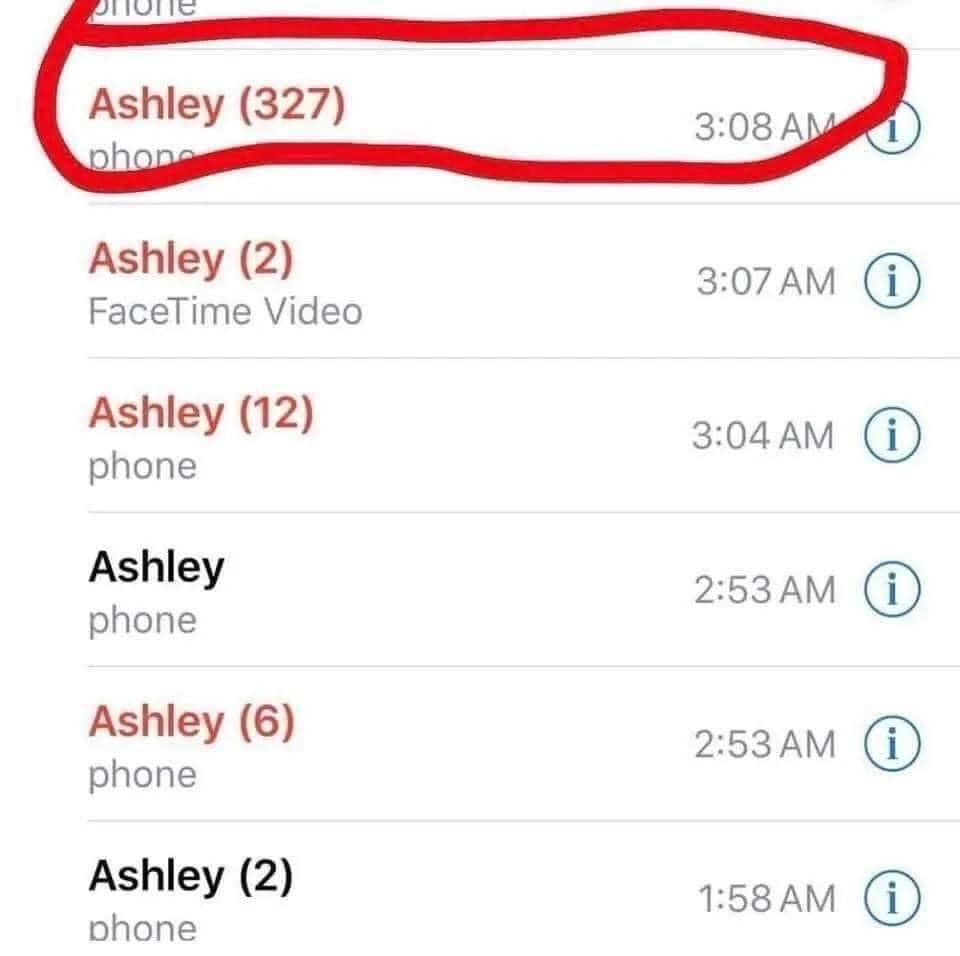 phone
Ashley (327)
3:08 AM
phone
Ashley (2)
3:07 AM
FaceTime Video
Ashley (12)
3:04 AM
phone
Ashley
2:53 AM
phone
Ashley (6)
2:53 AM
phone
Ashley (2)
1:58 AM
phone